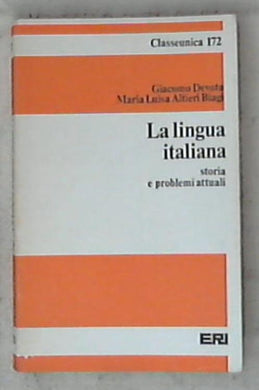 Classeunica 172
Giacomo Devoto
Maria Luisa Altieri Biagi
La lingua
italiana
storia
e problemi attuali
ERI